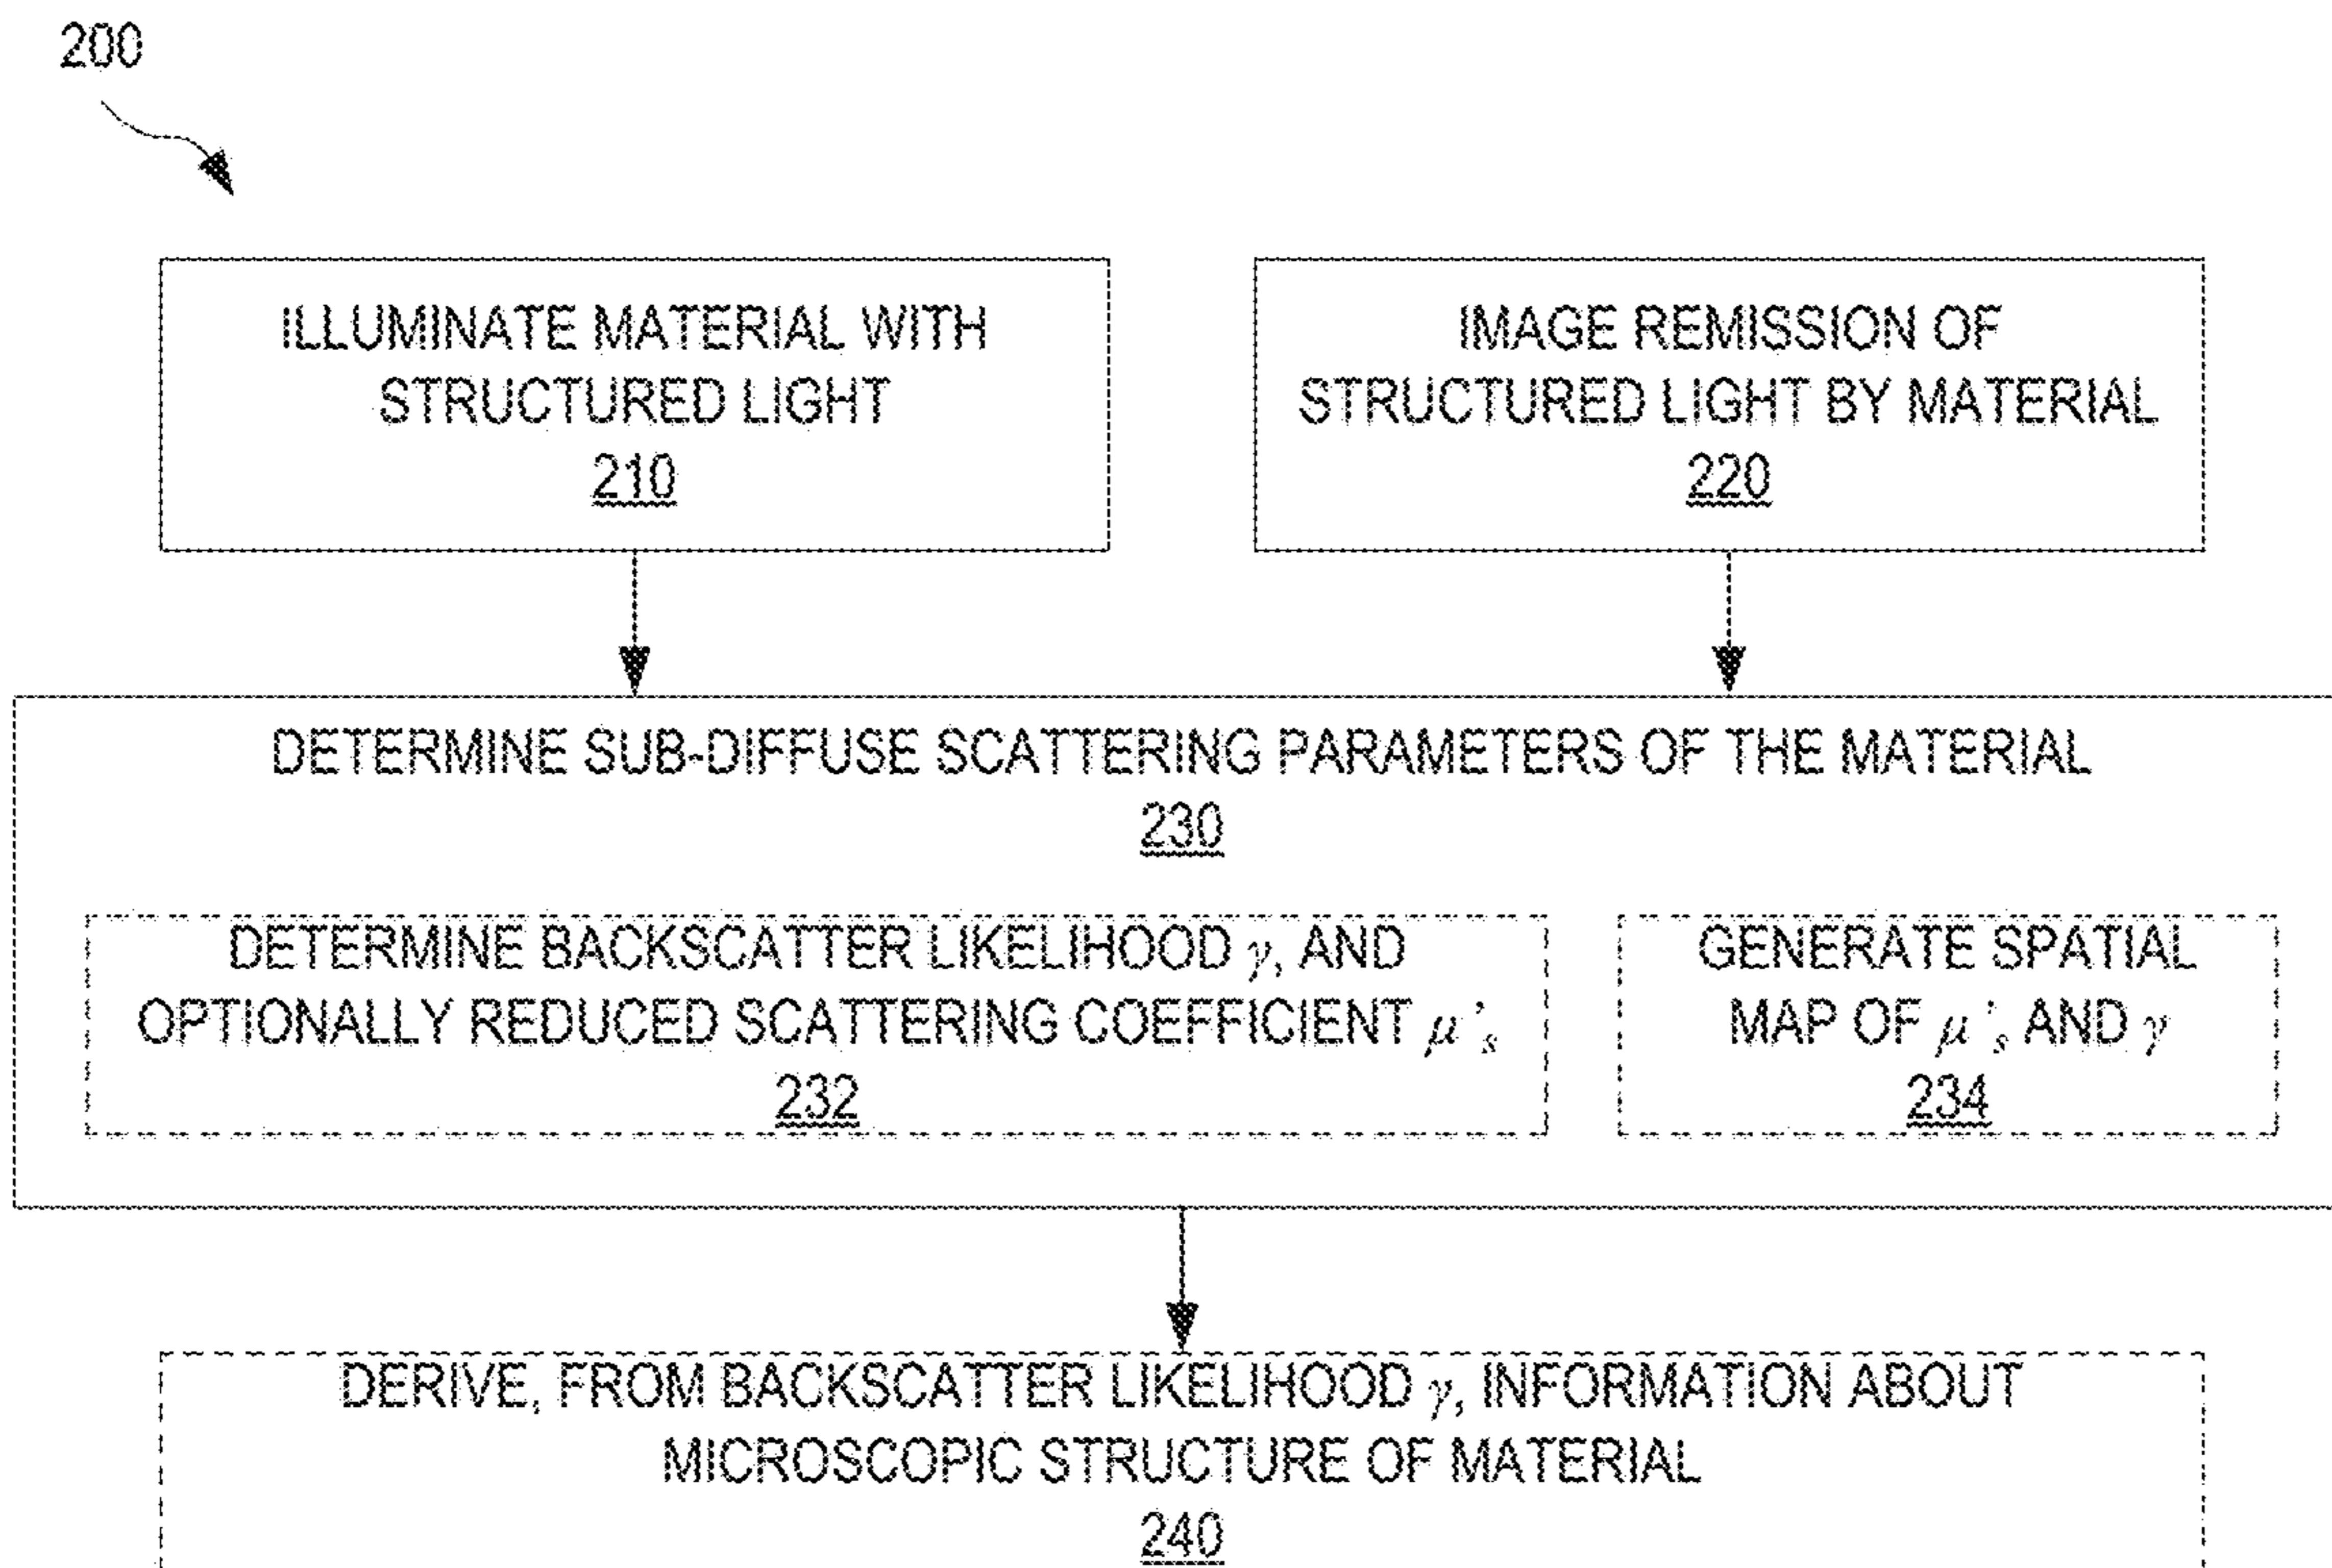 200
ILLUMINATE MATERIAL WITH
STRUCTURED LIGHT
210
IMAGE REMISSION OF
STRUCTURED LIGHT BY MATERIAL
220
DETERMINE SUB-DIFFUSE SCATTERING PARAMETERS OF THE MATERIAL
230
DETERMINE BACKSCATTER LIKELIHOOD γ, AND
OPTIONALLY REDUCED SCATTERING COEFFICIENT μ's
232
GENERATE SPATIAL
MAP OF μ's AND γ
234
DERIVE, FROM BACKSCATTER LIKELIHOOD γ, INFORMATION ABOUT
MICROSCOPIC STRUCTURE OF MATERIAL
240